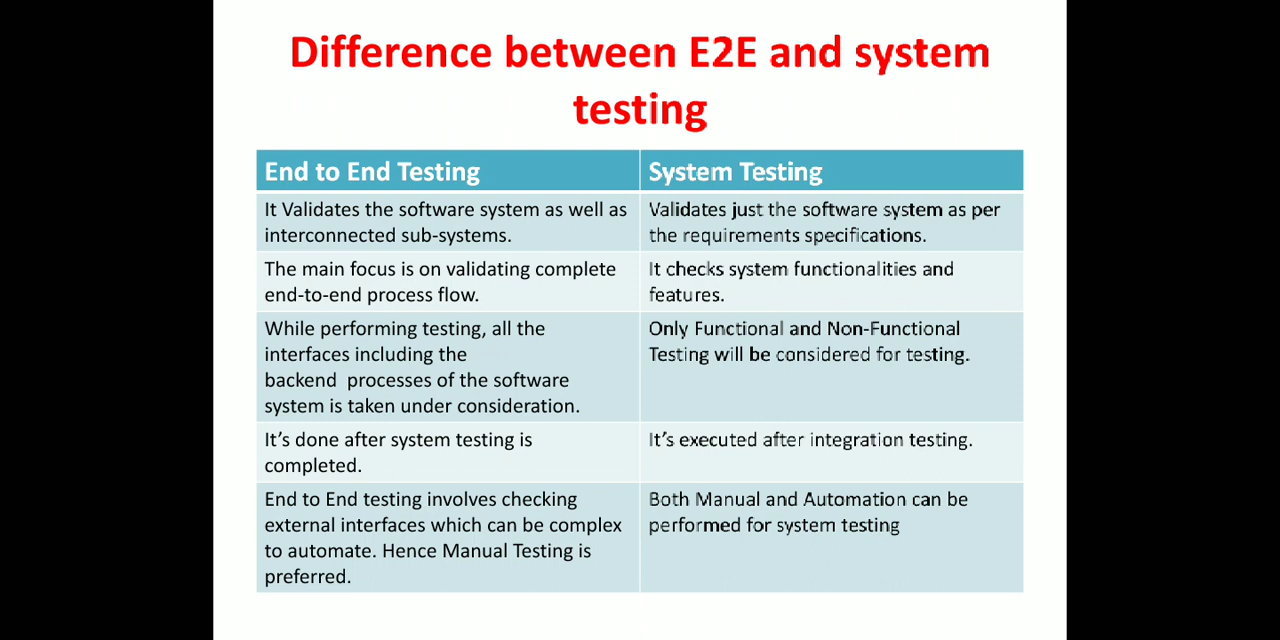 Difference between E2E and system
testing
End to End Testing
System Testing
It Validates the software system as well as
interconnected sub-systems.
Validates just the software system as per
the requirements specifications.
The main focus is on validating complete
end-to-end process flow.
It checks system functionalities and
features.
While performing testing, all the
interfaces including the
backend  processes of the software
system is taken under consideration.
Only Functional and Non-Functional
Testing will be considered for testing.
It’s done after system testing is
completed.
It’s executed after integration testing.
End to End testing involves checking
external interfaces which can be complex
to automate. Hence Manual Testing is
preferred.
Both Manual and Automation can be
performed for system testing